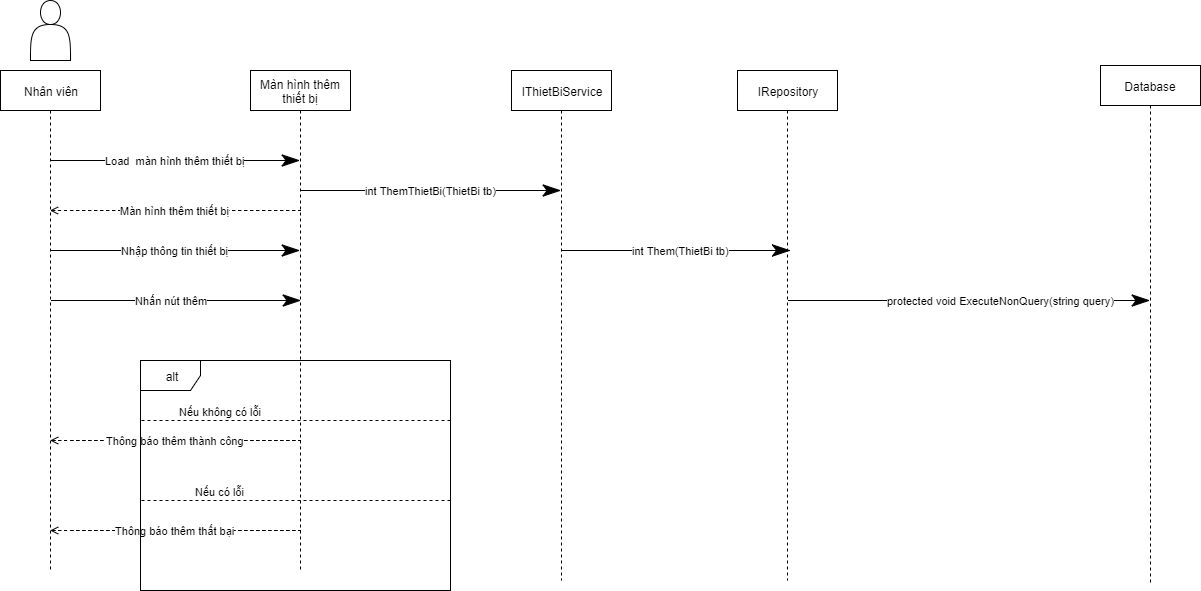 Nhân viên
Màn hình thêm
thiết bị
IThietBiService
IRepository
Database
Load màn hình thêm thiết bị
int ThemThietBi(ThietBi tb)
Màn hình thêm thiết bị
Nhập thông tin thiết bị
int Them(ThietBi tb)
Nhấn nút thêm
protected void ExecuteNonQuery(string query)
alt
Nếu không có lỗi
Thông báo thêm thành công
Nếu có lỗi
Thông báo thêm thất bại